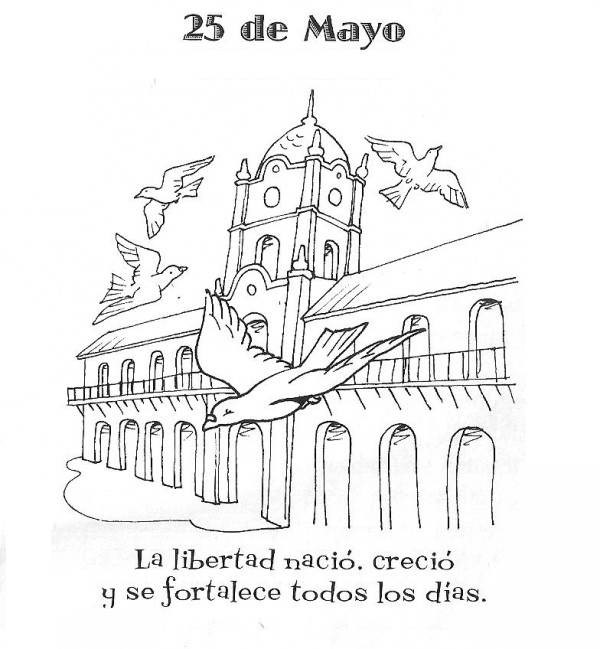 25 de Mayo
La libertad nació. creció
y se fortalece todos los días.